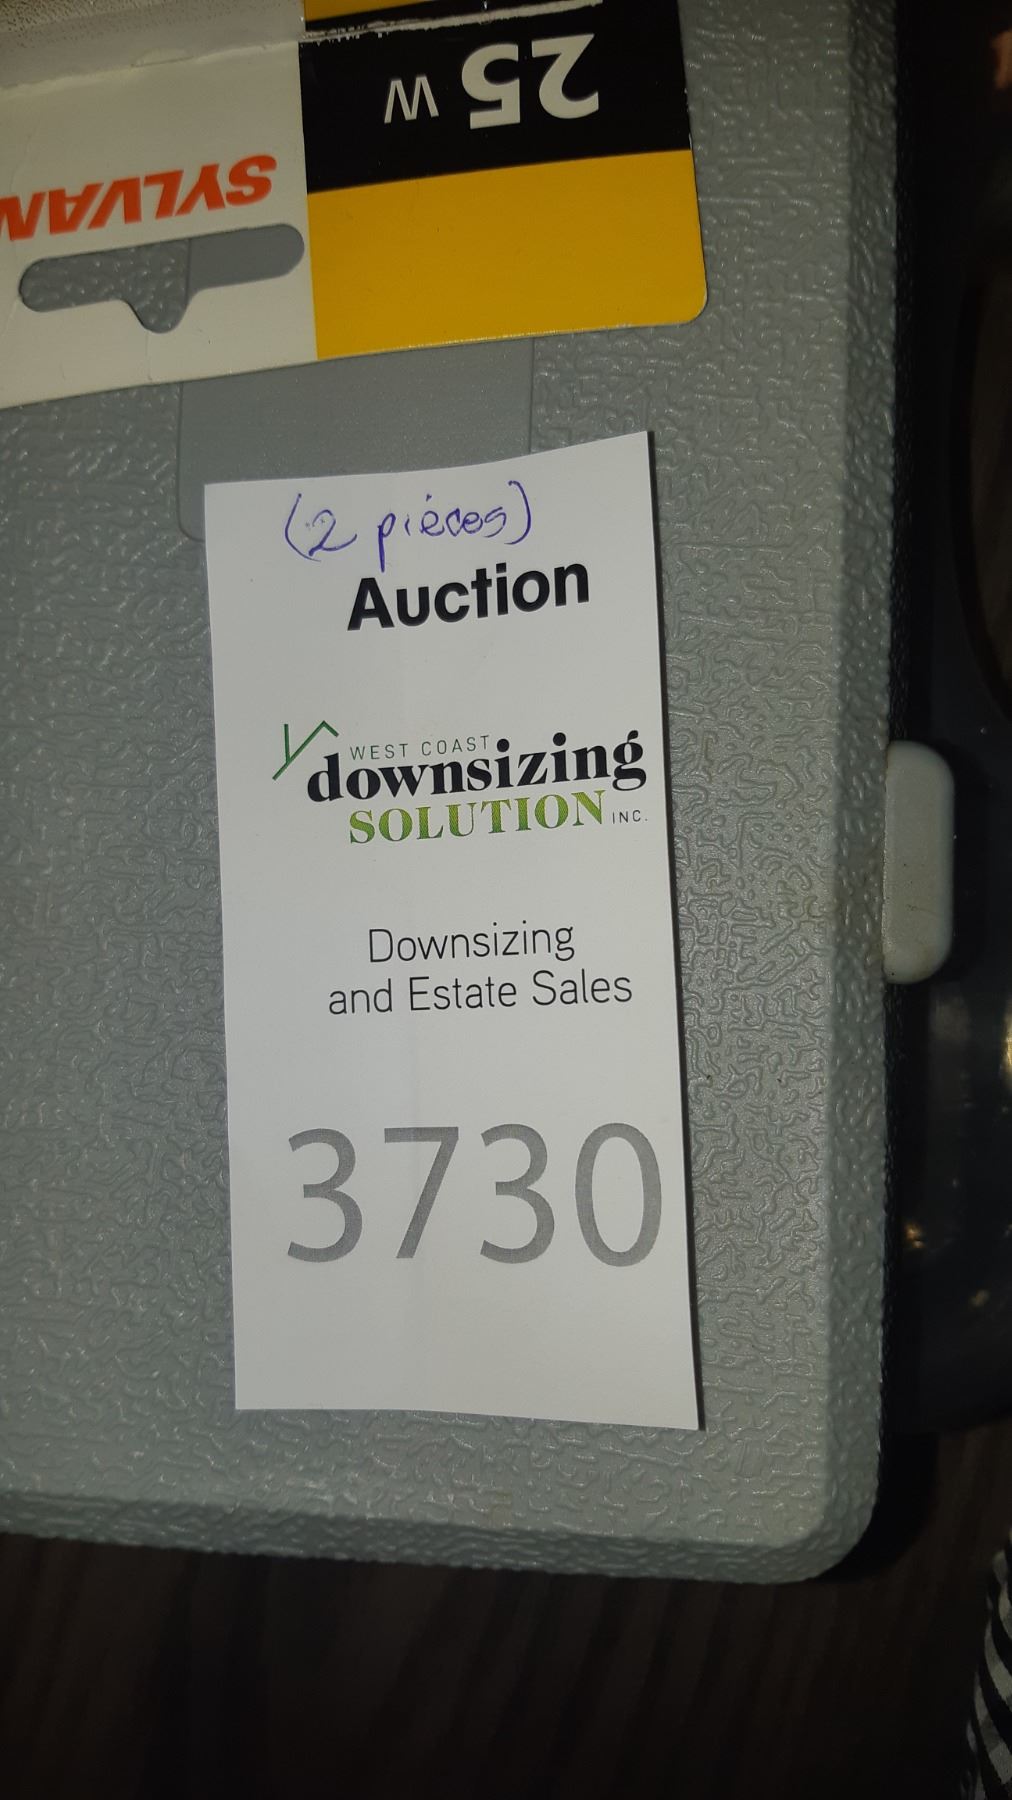 25 W
SYLVAN
(2 pièces)
Auction
WEST COAST
downsizing
SOLUTION INC.
Downsizing
and Estate Sales
3730